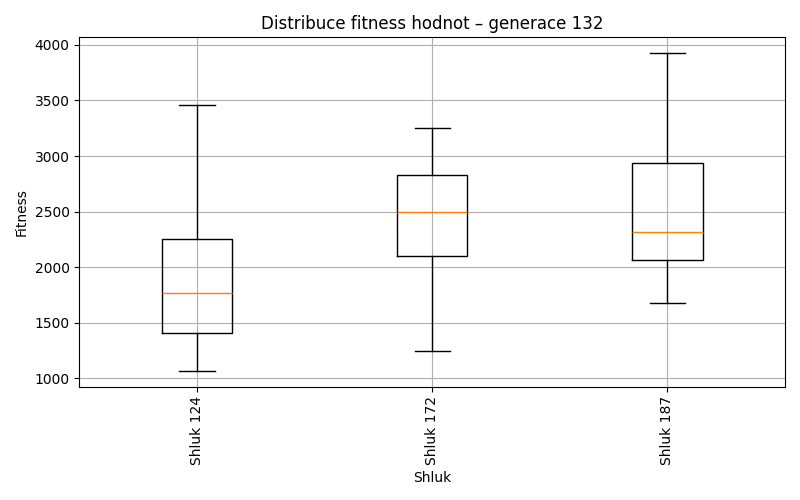 Distribuce fitness hodnot – generace 132
4000
3500
3000
2500
2000
1500
1000
Fitness
Shluk 124
Shluk 172
Shluk 187
Shluk